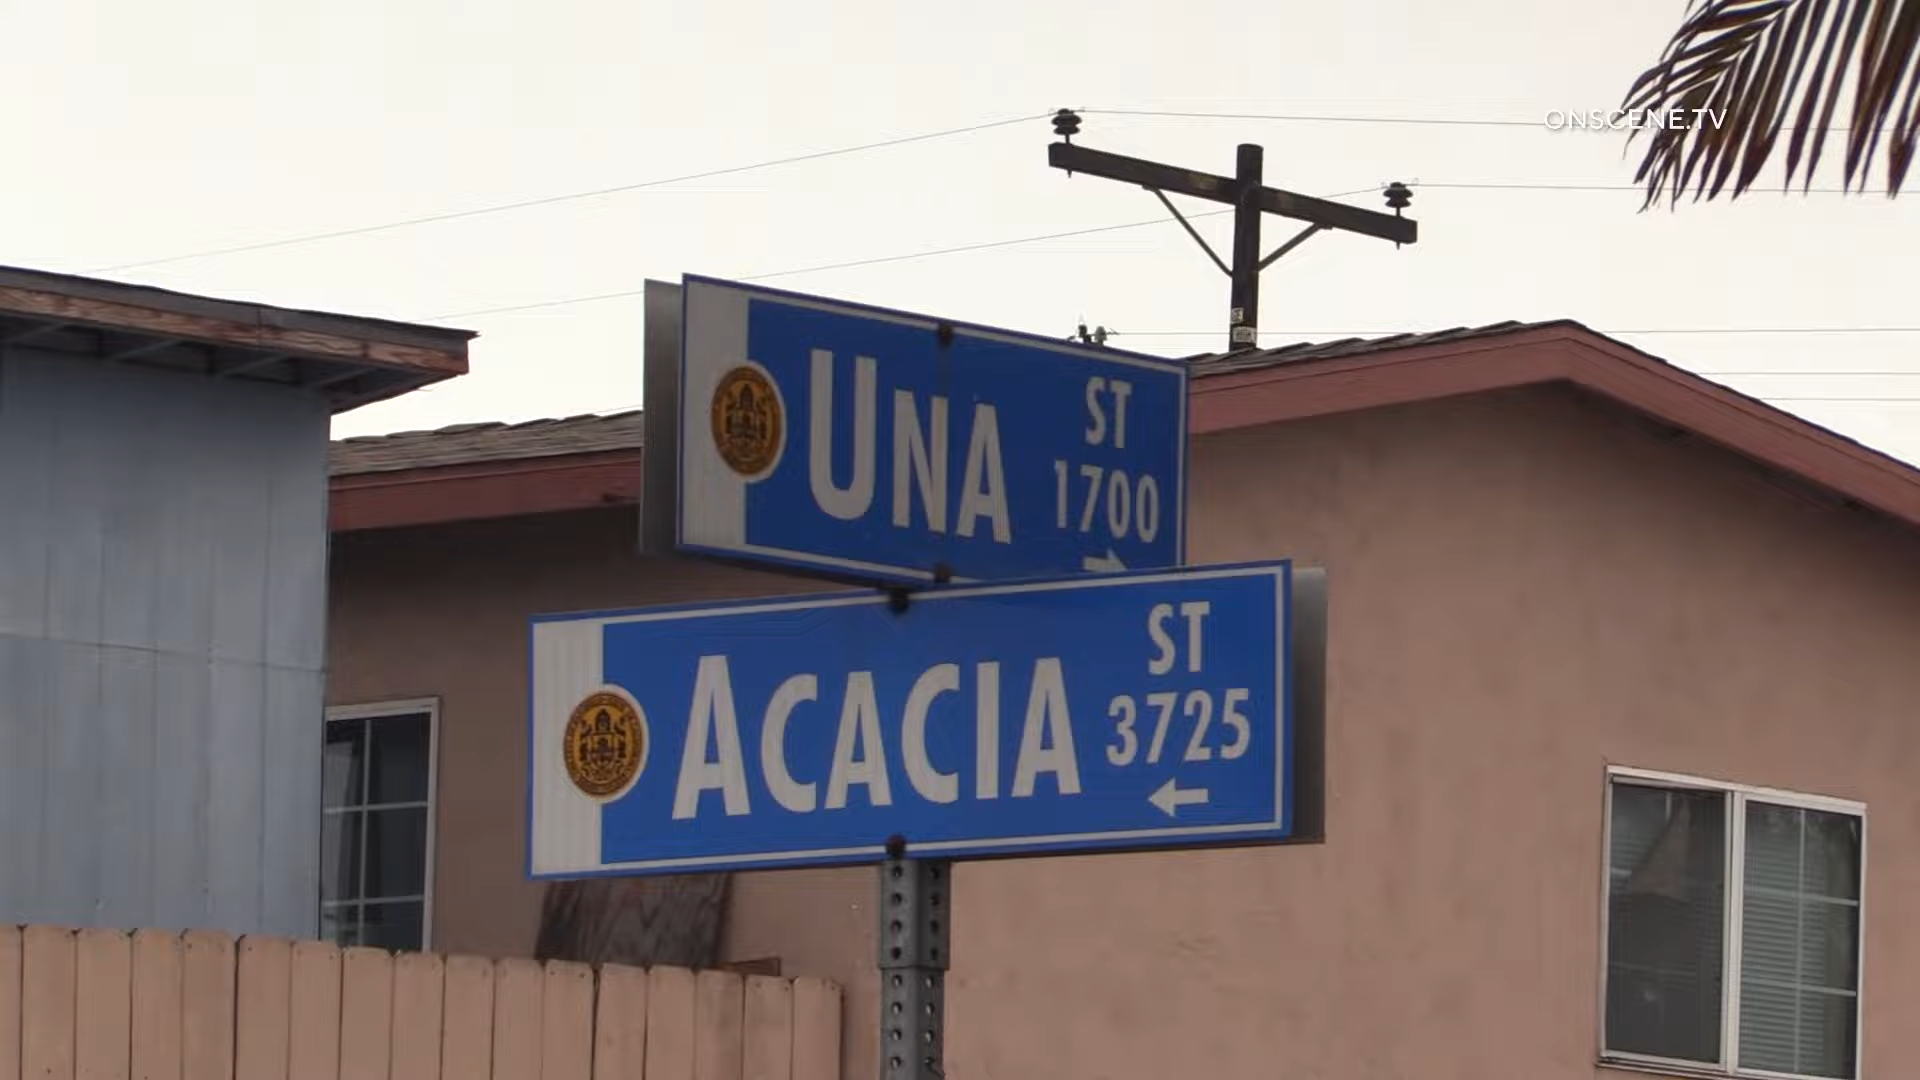 ONSCENE.TV
UNA ST
1700
ACACIA ST
3725